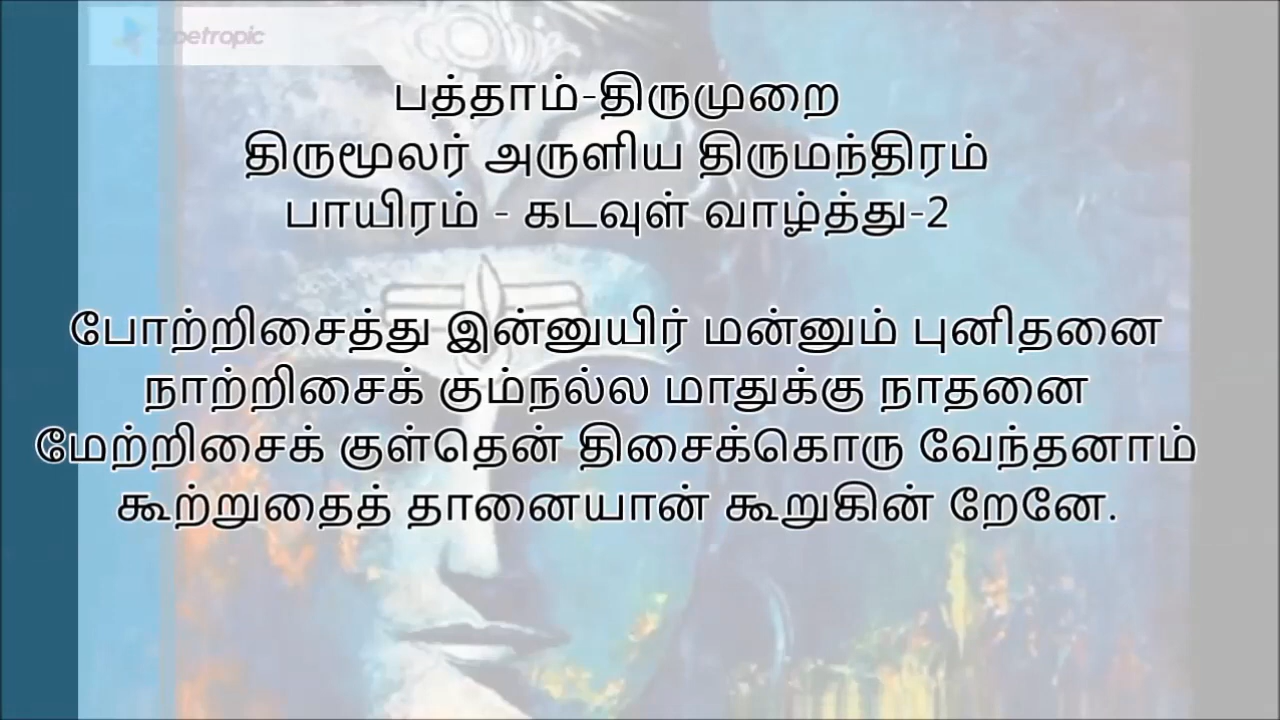 பத்தாம்-திருமுறை
திருமூலர் அருளிய திருமந்திரம்
பாயிரம் - கடவுள் வாழ்த்து-2
போற்றிசைத்து இன்னுயிர் மன்னும் புனிதனை
நாற்றிசைக் கும்நல்ல மாதுக்கு நாதனை
மேற்றிசைக் குள்தென் திசைக்கொரு வேந்தனாம்
கூற்றுதைத் தானையான் கூறுகின் றேனே.